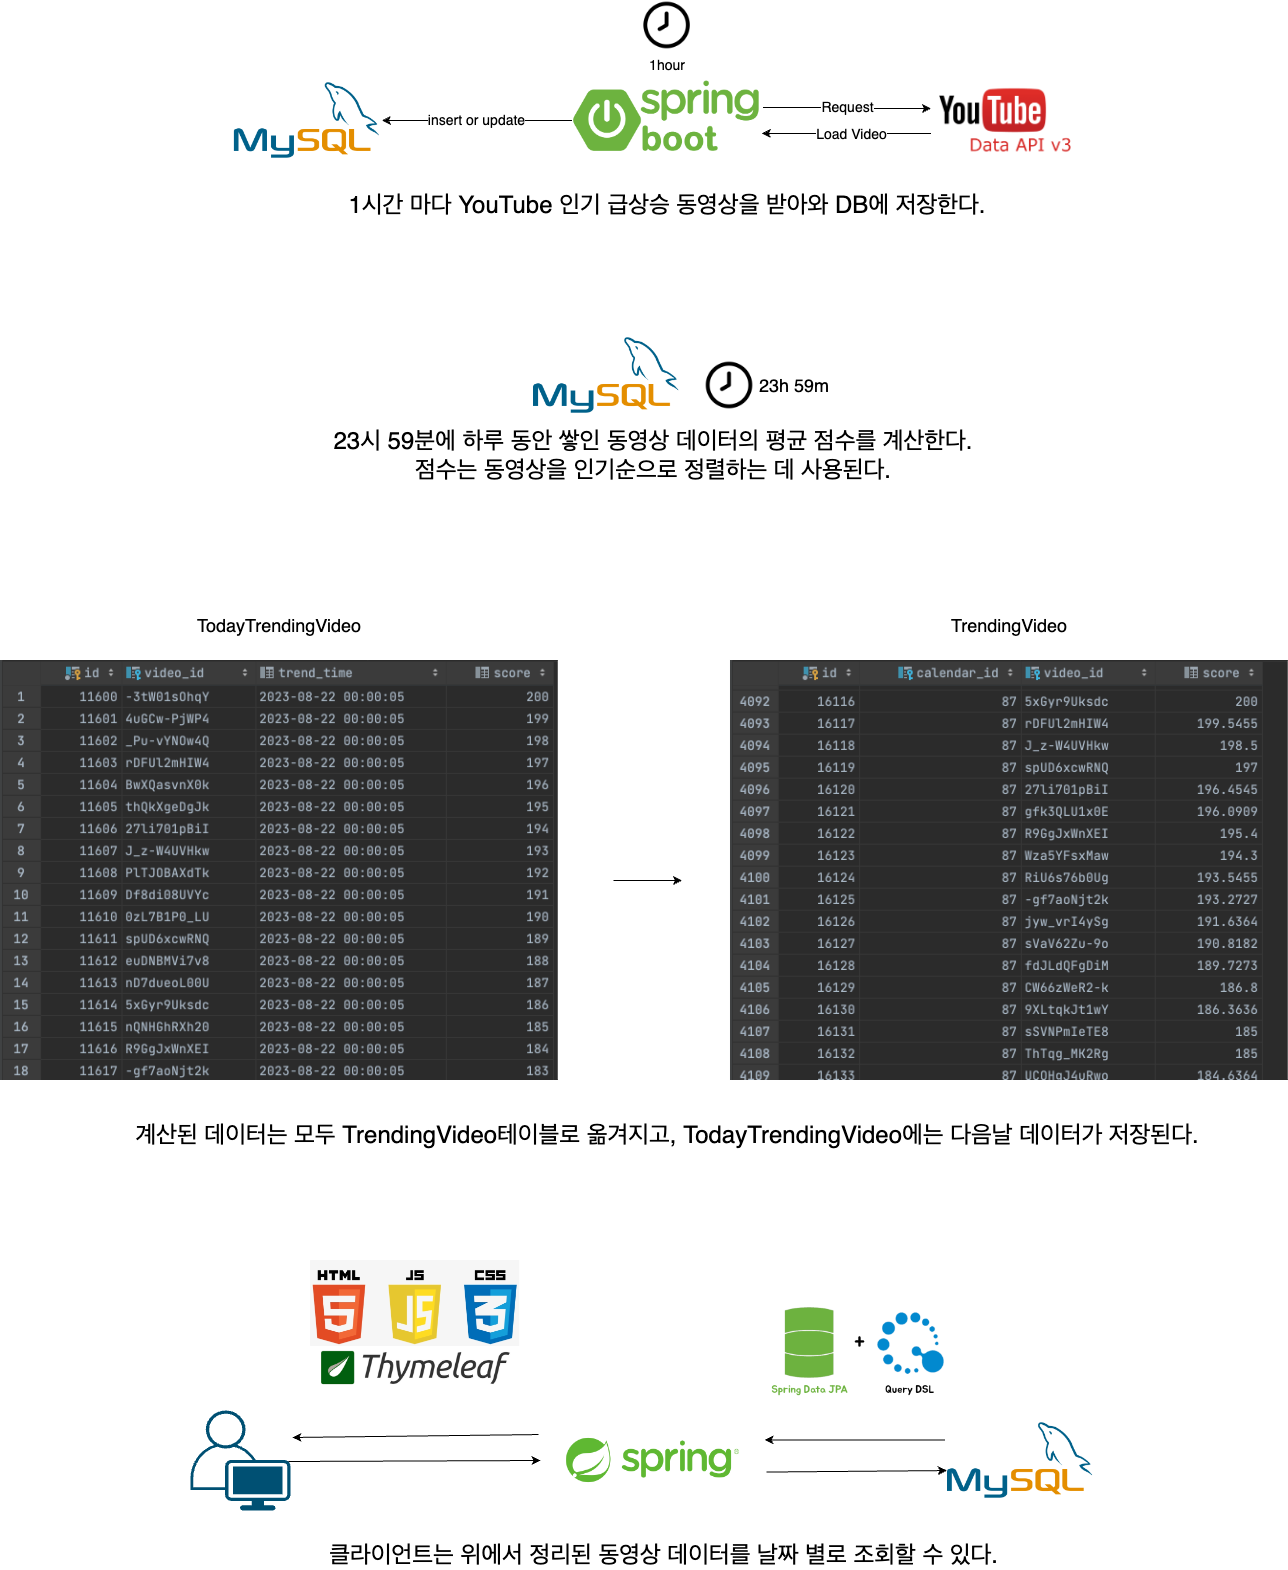 1hour
MySQL
insert or update
spring
boot
Request
Load Video
YouTube
Data API v3
1시간 마다 YouTube 인기 급상승 동영상을 받아와 DB에 저장한다.
MySQL
23h 59m
23시 59분에 하루 동안 쌓인 동영상 데이터의 평균 점수를 계산한다.
점수는 동영상을 인기순으로 정렬하는 데 사용된다.
TodayTrendingVideo
id video_id trend_time score
1 11600 -3tW01sOhqY 2023-08-22 00:00:05 200
2 11601 4uGCw-PjWP4 2023-08-22 00:00:05 199
3 11602 _Pu-vYNOw4Q 2023-08-22 00:00:05 198
4 11603 rDFUl2mHIW4 2023-08-22 00:00:05 197
5 11604 BwXQasvnX0k 2023-08-22 00:00:05 196
6 11605 thQkXgeDgJk 2023-08-22 00:00:05 195
7 11606 27li701pBiI 2023-08-22 00:00:05 194
8 11607 J_z-W4UVHkw 2023-08-22 00:00:05 193
9 11608 PlTJOBAXdTk 2023-08-22 00:00:05 192
10 11609 Df8di08UVYc 2023-08-22 00:00:05 191
11 11610 0zL7B1P0_LU 2023-08-22 00:00:05 190
12 11611 spUD6xcwRNQ 2023-08-22 00:00:05 189
13 11612 euDNBMVi7v8 2023-08-22 00:00:05 188
14 11613 nD7dueoL00U 2023-08-22 00:00:05 187
15 11614 5xGyr9Uksdc 2023-08-22 00:00:05 186
16 11615 nQNHGhRXh20 2023-08-22 00:00:05 185
17 11616 R9GgJxWnXEI 2023-08-22 00:00:05 184
18 11617 -gf7aoNjt2k 2023-08-22 00:00:05 183
TrendingVideo
id calendar_id video_id score
4092 16116 87 5xGyr9Uksdc 200
4093 16117 87 rDFUl2mHIW4 199.5455
4094 16118 87 J_z-W4UVHkw 198.5
4095 16119 87 spUD6xcwRNQ 197
4096 16120 87 27li701pBiI 196.4545
4097 16121 87 gfk3QLU1x0E 196.0909
4098 16122 87 R9GgJxWnXEI 195.4
4099 16123 87 Wza5YFsxMaw 194.3
4100 16124 87 RiU6s76b0Ug 193.5455
4101 16125 87 -gf7aoNjt2k 193.2727
4102 16126 87 jyw_vrI4ySg 191.6364
4103 16127 87 sVaV62Zu-9o 190.8182
4104 16128 87 fdJLdQFgDiM 189.7273
4105 16129 87 CW66zWeR2-k 186.8
4106 16130 87 9XLtqkJt1wY 186.3636
4107 16131 87 sSVNPmIeTE8 185
4108 16132 87 ThTqg_MK2Rg 185
4109 16133 87 UCOHgJ4uRwo 184.6364
계산된 데이터는 모두 TrendingVideo테이블로 옮겨지고, TodayTrendingVideo에는 다음날 데이터가 저장된다.
HTML JS CSS
5 JS 3
Thymeleaf
+
Spring Data JPA Query DSL
spring
MySQL
클라이언트는 위에서 정리된 동영상 데이터를 날짜 별로 조회할 수 있다.